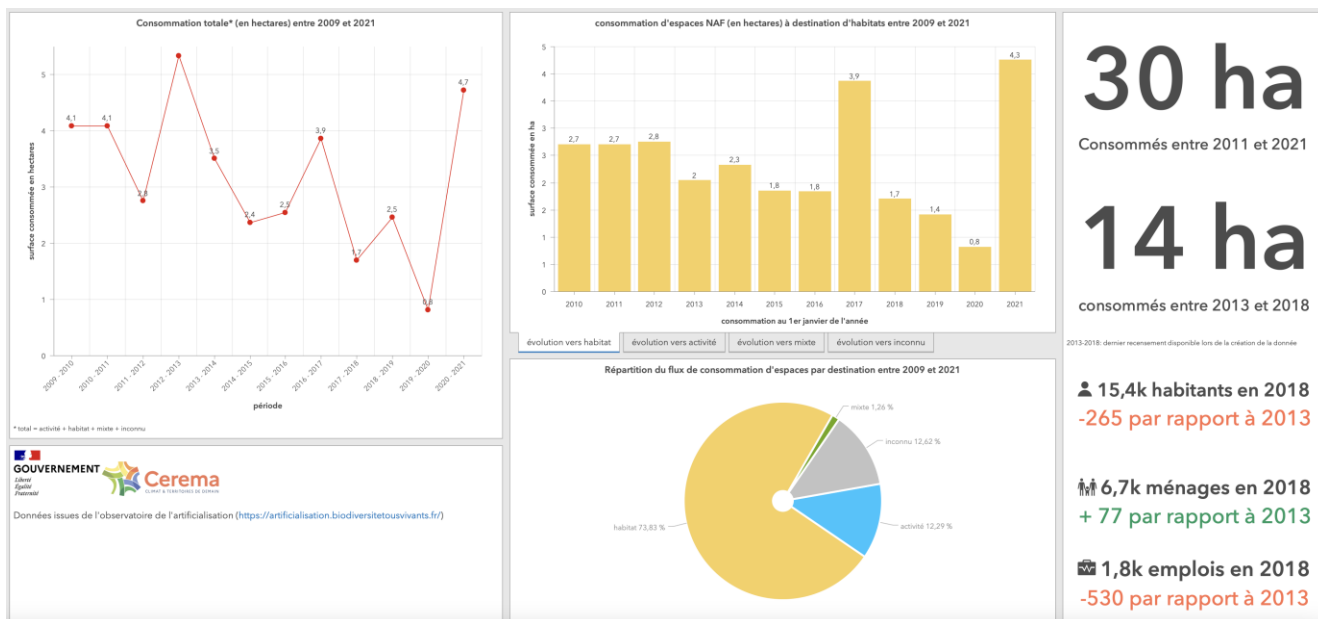 Consommation totale* (en hectares) entre 2009 et 2021
surface consommée en hectares
5
4
3
2
1
0
4,1
4,1
2,8
3,5
2,4
2,5
3,9
1,7
2,5
0,8
4,7
2009 - 2010
2010 - 2011
2011 - 2012
2012 - 2013
2013 - 2014
2014 - 2015
2015 - 2016
2016 - 2017
2017 - 2018
2018 - 2019
2019 - 2020
2020 - 2021
période
* total = activité + habitat + mixte + inconnu
GOUVERNEMENT
Liberté
Égalité
Fraternité
Cerema
CLIMAT & TERRITOIRES DE DEMAIN
Données issues de l'observatoire de l'artificialisation (https://artificialisation.biodiversitetousvivants.fr/)
consommation d'espaces NAF (en hectares) à destination d'habitats entre 2009 et 2021
surface consommée en ha
5
4
4
3
3
2
2
1
1
0
2,7
2,7
2,8
2
2,3
1,8
1,8
3,9
1,7
1,4
0,8
4,3
2010
2011
2012
2013
2014
2015
2016
2017
2018
2019
2020
2021
consommation au 1er janvier de l'année
évolution vers habitat
évolution vers activité
évolution vers mixte
évolution vers inconnu
Répartition du flux de consommation d'espaces par destination entre 2009 et 2021
mixte 1,26 %
inconnu 12,62 %
habitat 73,83 %
activité 12,29 %
30 ha
Consommés entre 2011 et 2021
14 ha
consommés entre 2013 et 2018
2013-2018: dernier recensement disponible lors de la création de la donnée
15,4k habitants en 2018
-265 par rapport à 2013
6,7k ménages en 2018
+ 77 par rapport à 2013
1,8k emplois en 2018
-530 par rapport à 2013